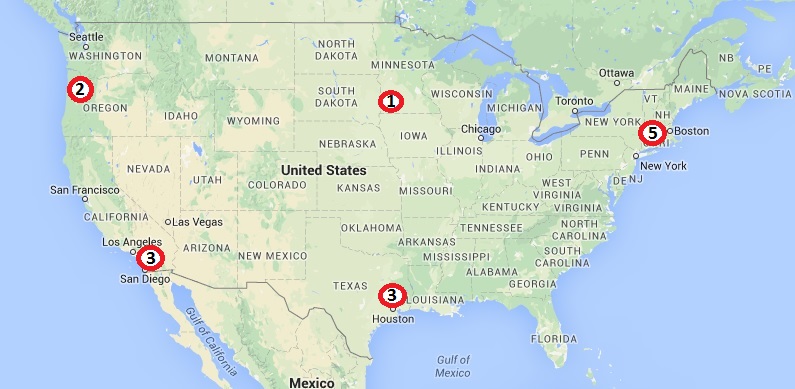 Seattle
WASHINGTON
MONTANA
NORTH
DAKOTA
MINNESOTA
Ottawa
NB
PE
MAINE
NOVA SCOTIA
2
OREGON
IDAHO
WYOMING
SOUTH
DAKOTA
1
WISCONSIN
MICHIGAN
Toronto
VT
NH
NEW YORK
5
Boston
RI
NEBRASKA
IOWA
Chicago
ILLINOIS
INDIANA
OHIO
PENN
New York
NEVADA
UTAH
COLORADO
United States
KANSAS
MISSOURI
WEST
VIRGINIA
DE
NJ
San Francisco
CALIFORNIA
Las Vegas
KENTUCKY
VIRGINIA
Los Angeles
ARIZONA
NEW MEXICO
OKLAHOMA
ARKANSAS
TENNESSEE
NORTH
CAROLINA
3
San Diego
MISSISSIPPI
ALABAMA
SOUTH
CAROLINA
GEORGIA
TEXAS
3
LOUISIANA
Houston
FLORIDA
Gulf of California
Gulf of
Mexico
Mexico